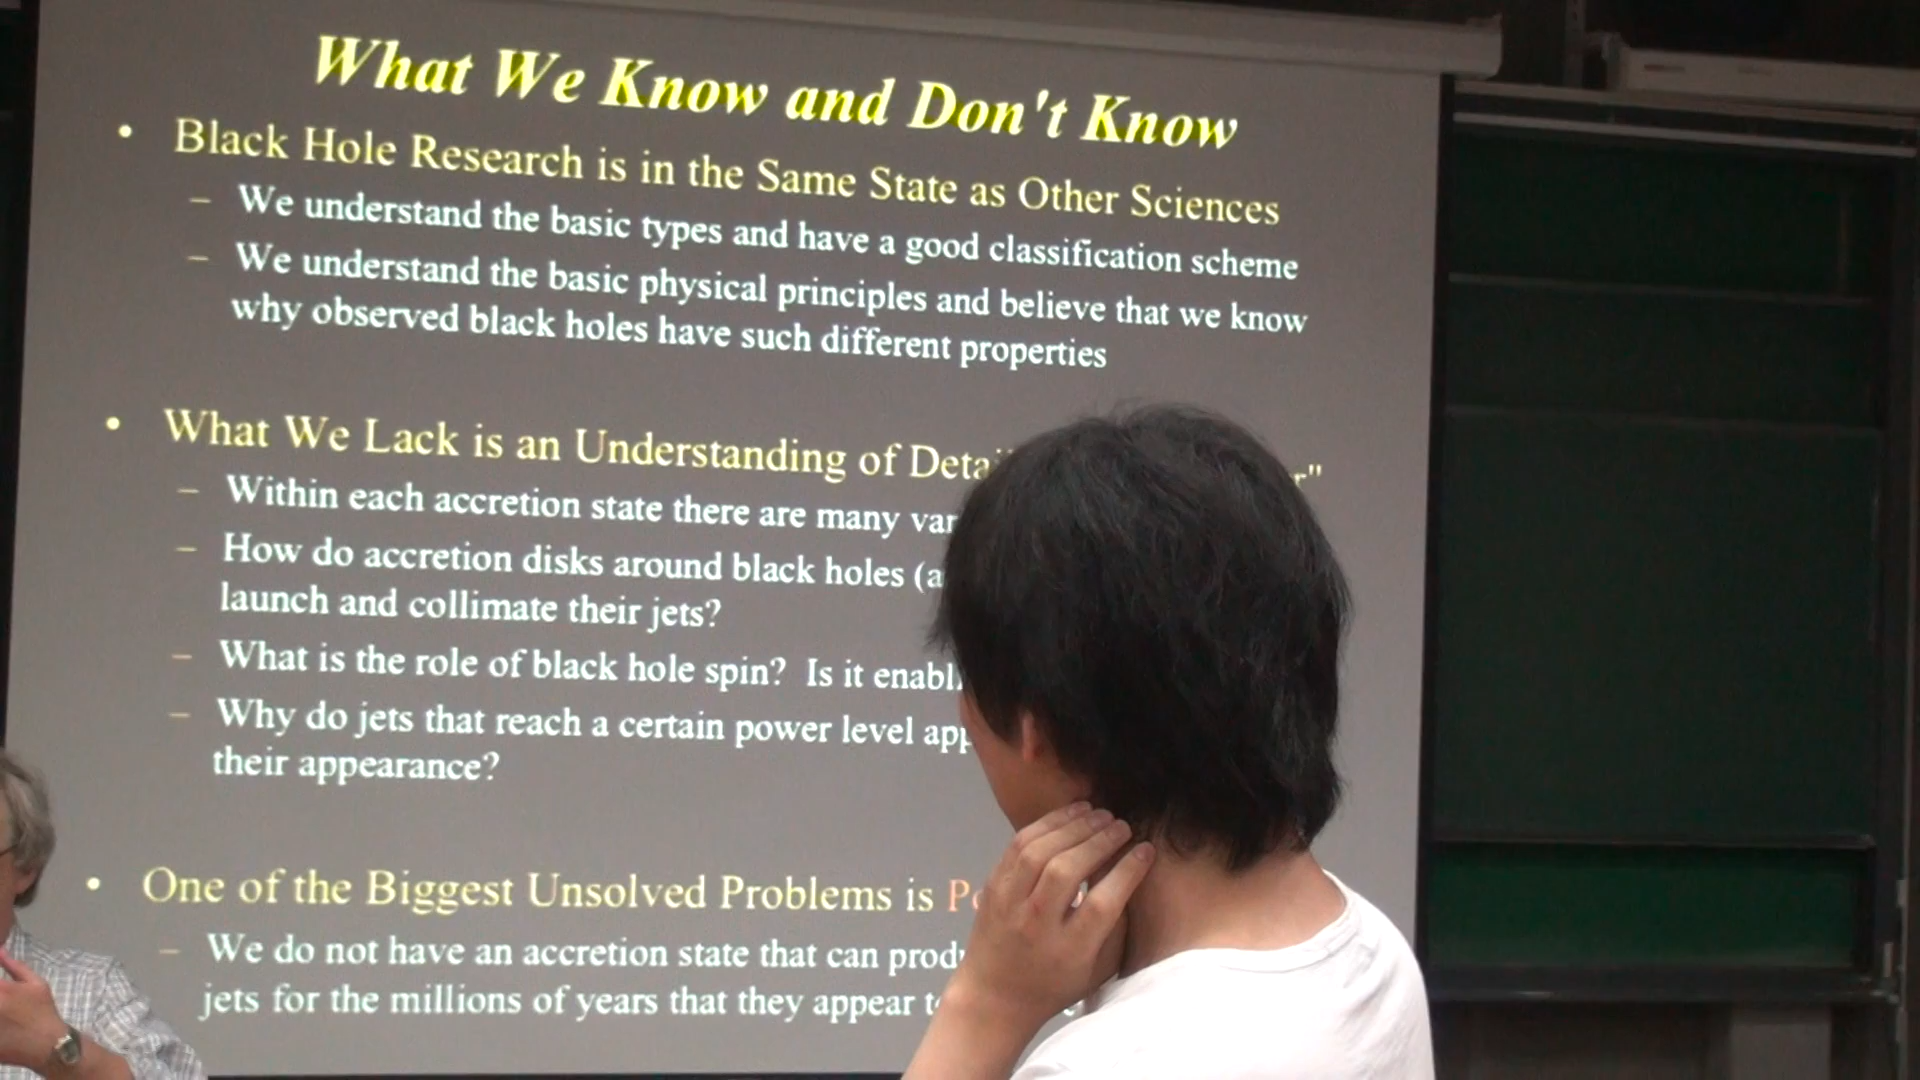 What We Know and Don't Know
• Black Hole Research is in the Same State as Other Sciences
– We understand the basic types and have a good classification scheme
– We understand the basic physical principles and believe that we know
why observed black holes have such different properties
• What We Lack is an Understanding of
– Within each accretion state there are many
– How do accretion disks around black holes
launch and collimate their jets?
– What is the role of black hole spin? Is it
– Why do jets that reach a certain power level
their appearance?
• One of the Biggest Unsolved Problems is
– We do not have an accretion state that can
jets for the millions of years that they appear